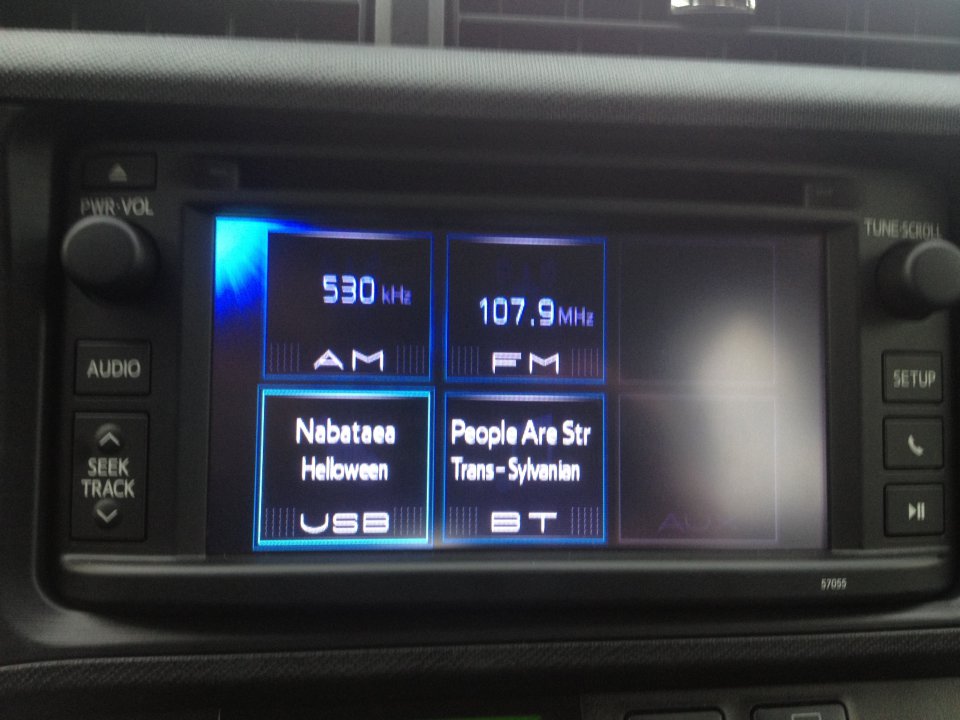 PWR·VOL
TUNE·SCROLL
530 kHz
AM
107.9 MHz
FM
AUDIO
SETUP
Nabataea
Helloween
USB
People Are Str
Trans-Sylvanian
BT
SEEK
TRACK
57055